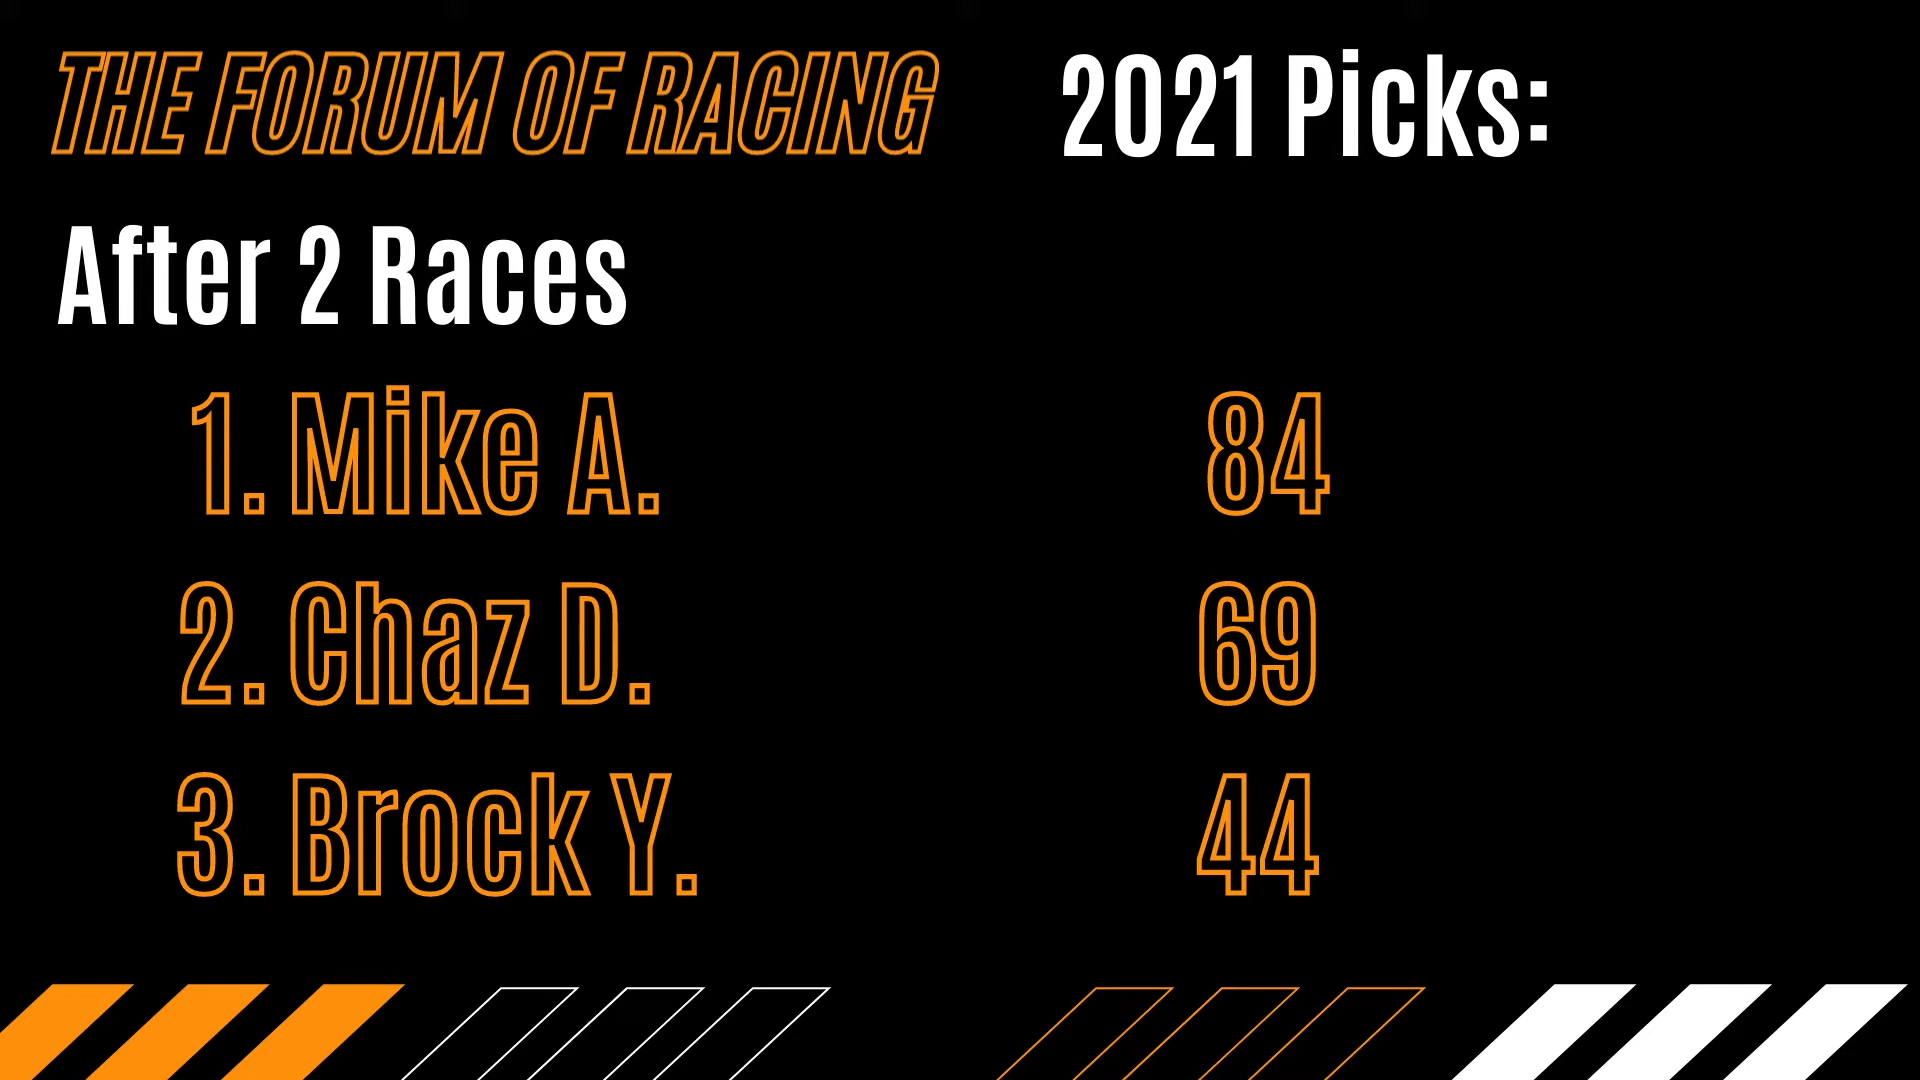 THE FORUM OF RACING 2021 Picks:
After 2 Races
1. Mike A. 84
2. Chaz D. 69
3. Brock Y. 44